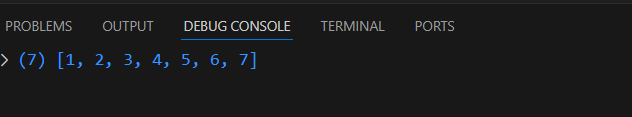 PROBLEMS OUTPUT DEBUG CONSOLE TERMINAL PORTS
(7) [1, 2, 3, 4, 5, 6, 7]